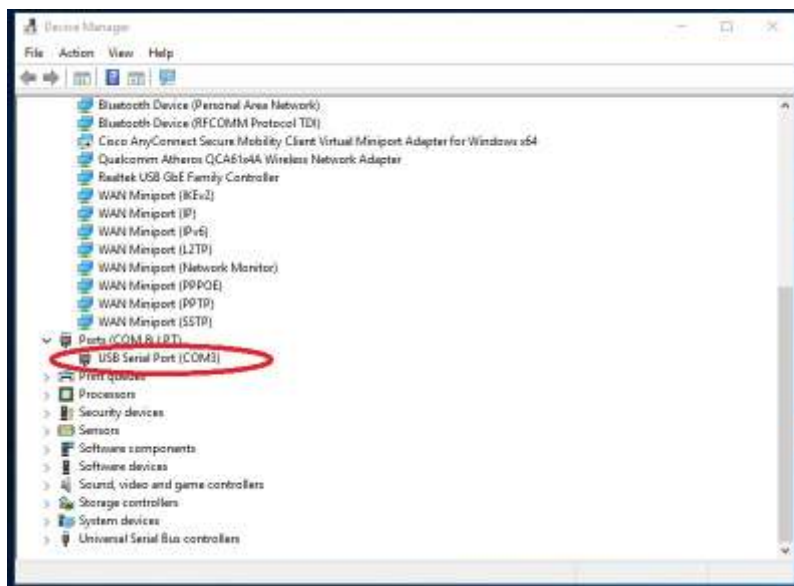 Device Manager
File Action View Help
Bluetooth Device (Personal Area Network)
Bluetooth Device (RFCOMM Protocol TDI)
Cisco AnyConnect Secure Mobility Client Virtual Miniport Adapter for Windows x64
Qualcomm Atheros QCA61x4A Wireless Network Adapter
Realtek USB GbE Family Controller
WAN Miniport (IKEv2)
WAN Miniport (IP)
WAN Miniport (IPv6)
WAN Miniport (L2TP)
WAN Miniport (Network Monitor)
WAN Miniport (PPPOE)
WAN Miniport (PPTP)
WAN Miniport (SSTP)
Ports (COM & LPT)
USB Serial Port (COM3)
Print queues
Processors
Security devices
Sensors
Software components
Software devices
Sound, video and game controllers
Storage controllers
System devices
Universal Serial Bus controllers